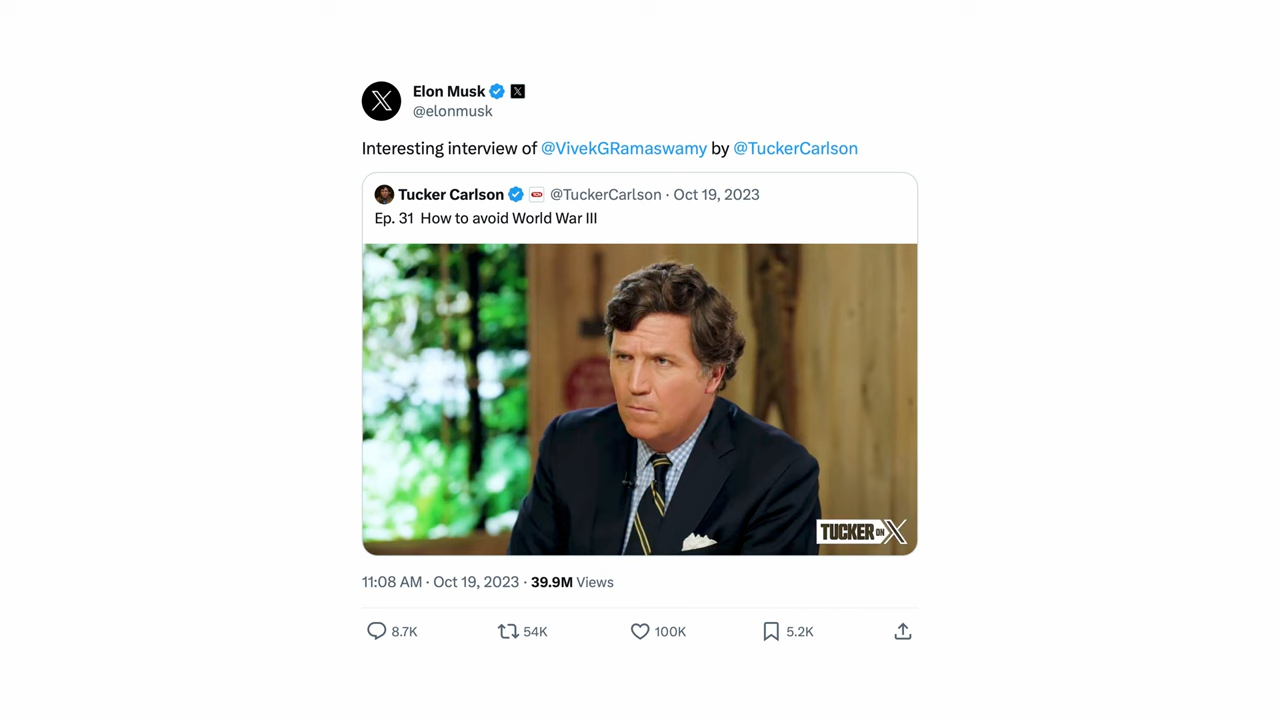 Elon Musk
@elonmusk
Interesting interview of @VivekGRamaswamy by @TuckerCarlson
Tucker Carlson @TuckerCarlson · Oct 19, 2023
Ep. 31 How to avoid World War III
TUCKER ON X
11:08 AM · Oct 19, 2023 · 39.9M Views
8.7K 54K 100K 5.2K